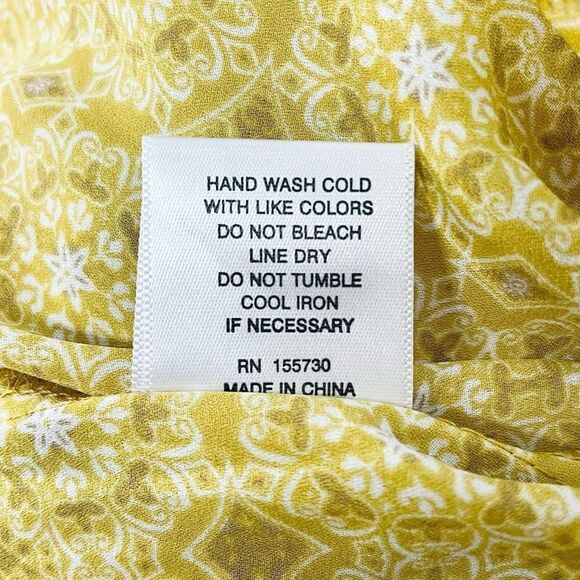 HAND WASH COLD
WITH LIKE COLORS
DO NOT BLEACH
LINE DRY
DO NOT TUMBLE
COOL IRON
IF NECESSARY
RN 155730
MADE IN CHINA